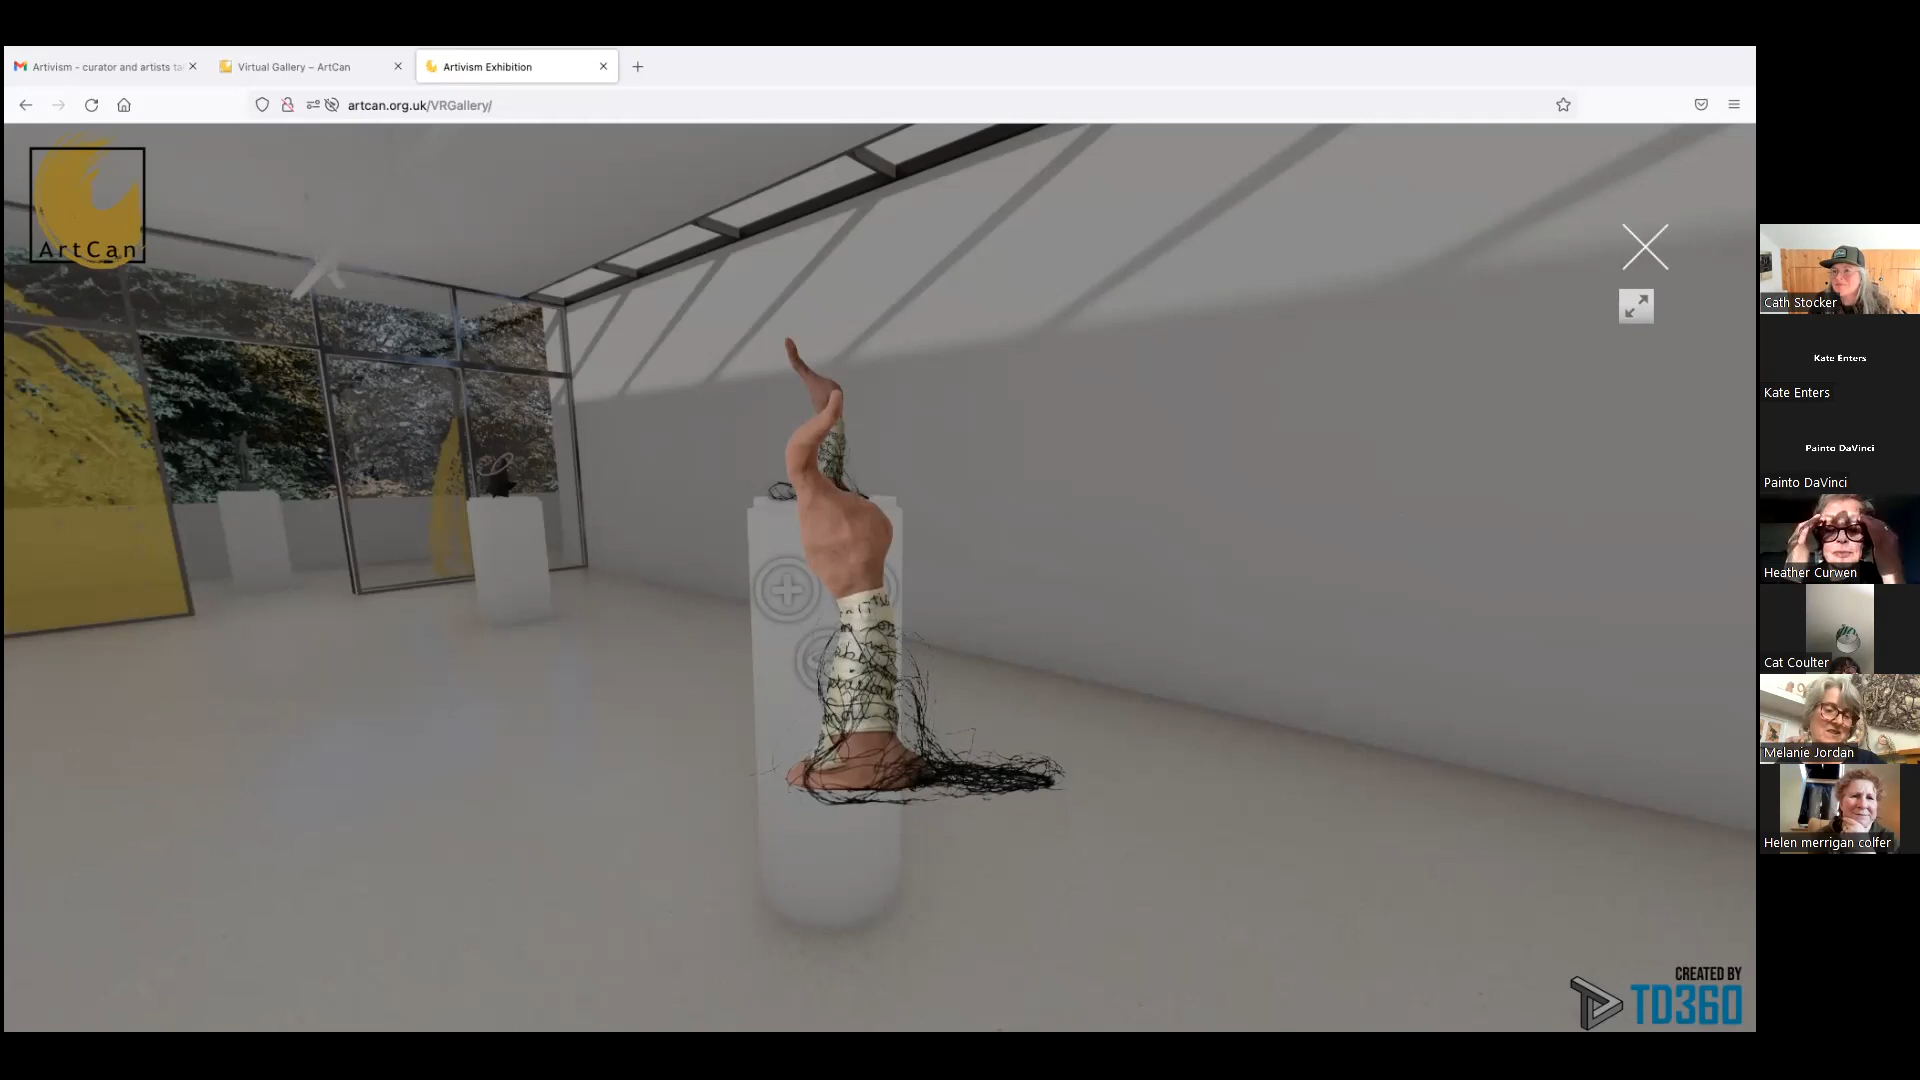 Artivism - curator and artists ta
Virtual Gallery – ArtCan
Artivism Exhibition
artcan.org.uk/VRGallery/
ArtCan
Cath Stocker
Kate Enters
Kate Enters
Painto DaVinci
Painto DaVinci
Heather Curwen
Cat Coulter
Melanie Jordan
Helen merrigan colfer
CREATED BY
TD360